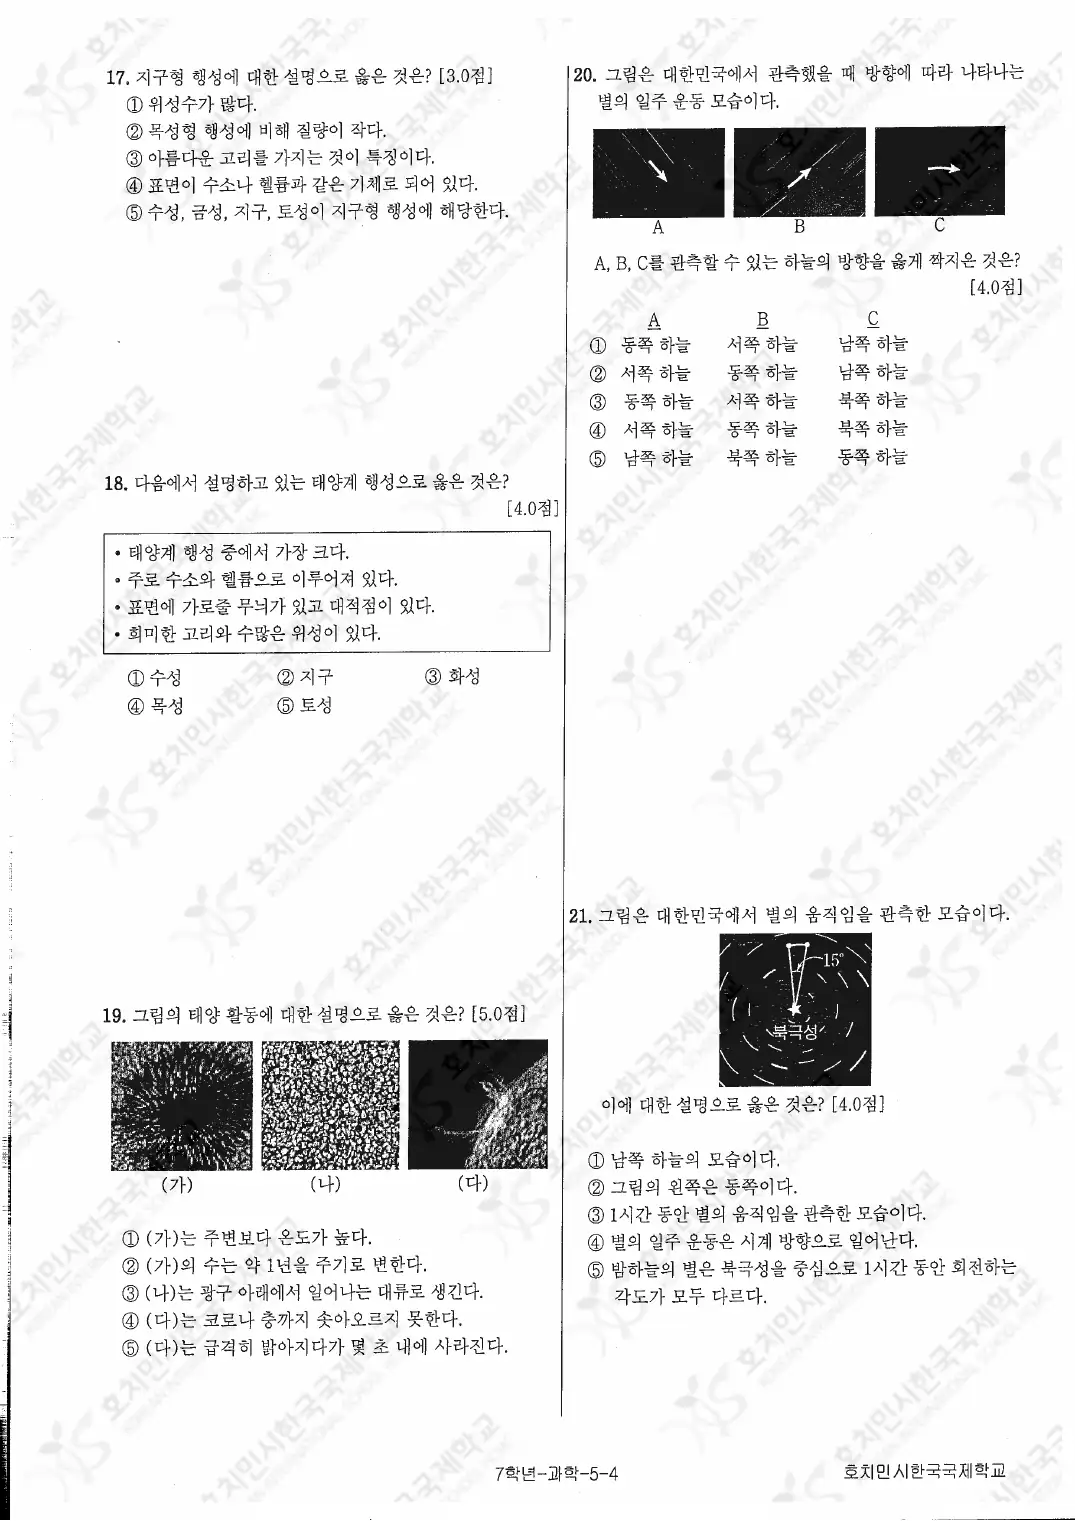 17. 지구형 행성에 대한 설명으로 옳은 것은? [3.0점]
① 위성수가 많다.
② 목성형 행성에 비해 질량이 작다.
③ 아름다운 고리를 가지는 것이 특징이다.
④ 표면이 수소나 헬륨과 같은 기체로 되어 있다.
⑤ 수성, 금성, 지구, 토성이 지구형 행성에 해당한다.
18. 다음에서 설명하고 있는 태양계 행성으로 옳은 것은?
[4.0점]
• 태양계 행성 중에서 가장 크다.
• 주로 수소와 헬륨으로 이루어져 있다.
• 표면에 가로줄 무늬가 있고 대적점이 있다.
• 희미한 고리와 수많은 위성이 있다.
① 수성 ② 지구 ③ 화성
④ 목성 ⑤ 토성
19. 그림의 태양 활동에 대한 설명으로 옳은 것은? [5.0점]
(가) (나) (다)
① (가)는 주변보다 온도가 높다.
② (가)의 수는 약 1년을 주기로 변한다.
③ (나)는 광구 아래에서 일어나는 대류로 생긴다.
④ (다)는 코로나 층까지 솟아오르지 못한다.
⑤ (다)는 급격히 밝아지다가 몇 초 내에 사라진다.
20. 그림은 대한민국에서 관측했을 때 방향에 따라 나타나는
별의 일주 운동 모습이다.
A B C
A, B, C를 관측할 수 있는 하늘의 방향을 옳게 짝지은 것은?
[4.0점]
A B C
① 동쪽 하늘 서쪽 하늘 남쪽 하늘
② 서쪽 하늘 동쪽 하늘 남쪽 하늘
③ 동쪽 하늘 서쪽 하늘 북쪽 하늘
④ 서쪽 하늘 동쪽 하늘 북쪽 하늘
⑤ 남쪽 하늘 북쪽 하늘 동쪽 하늘
21. 그림은 대한민국에서 별의 움직임을 관측한 모습이다.
15°
북극성
이에 대한 설명으로 옳은 것은? [4.0점]
① 남쪽 하늘의 모습이다.
② 그림의 왼쪽은 동쪽이다.
③ 1시간 동안 별의 움직임을 관측한 모습이다.
④ 별의 일주 운동은 시계 방향으로 일어난다.
⑤ 밤하늘의 별은 북극성을 중심으로 1시간 동안 회전하는
각도가 모두 다르다.
7학년-과학-5-4
호치민시한국국제학교